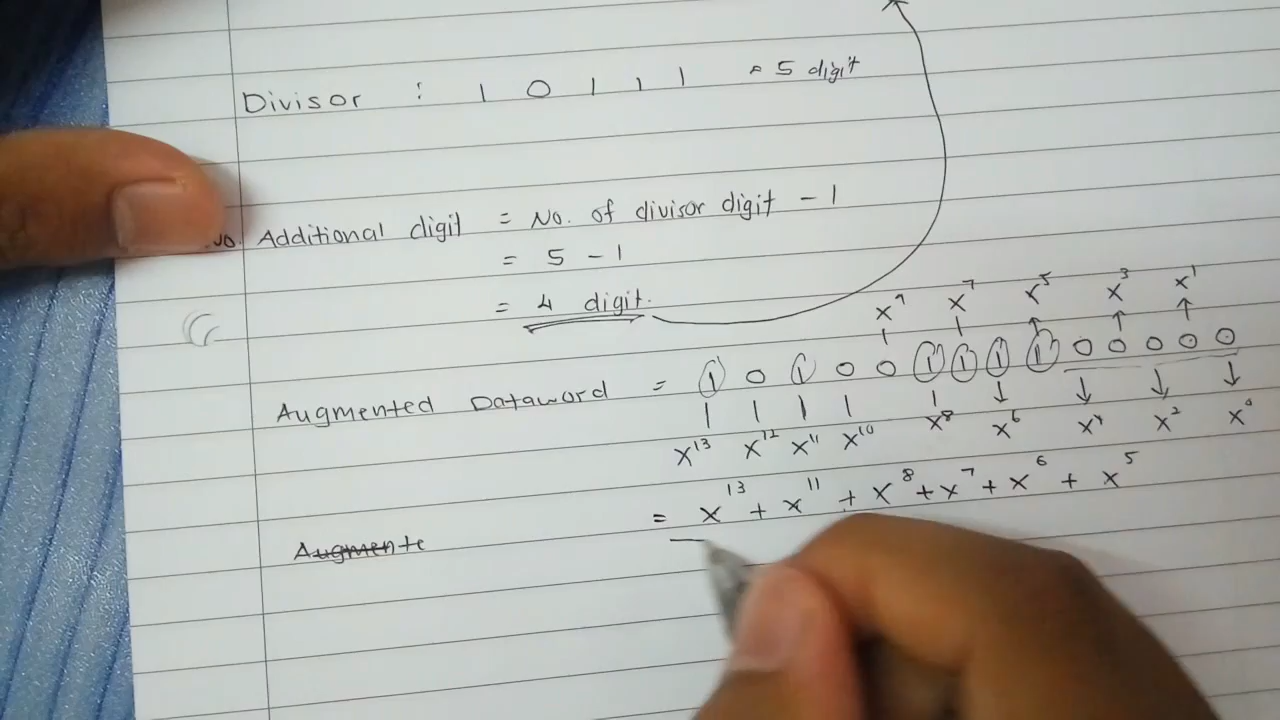 Divisor : 1 0 1 1 1 = 5 digit
No. Additional digit = No. of divisor digit - 1
= 5 - 1
= 4 digit.
x⁹ x⁷ x⁵ x³ x¹
Augmented Dataword = 1 0 1 0 0 1 1 1 1 0 0 0 0 0
x¹³ x¹² x¹¹ x¹⁰ x⁸ x⁶ x⁴ x² x⁰
= x¹³ + x¹¹ + x⁸ + x⁷ + x⁶ + x⁵
Augmente